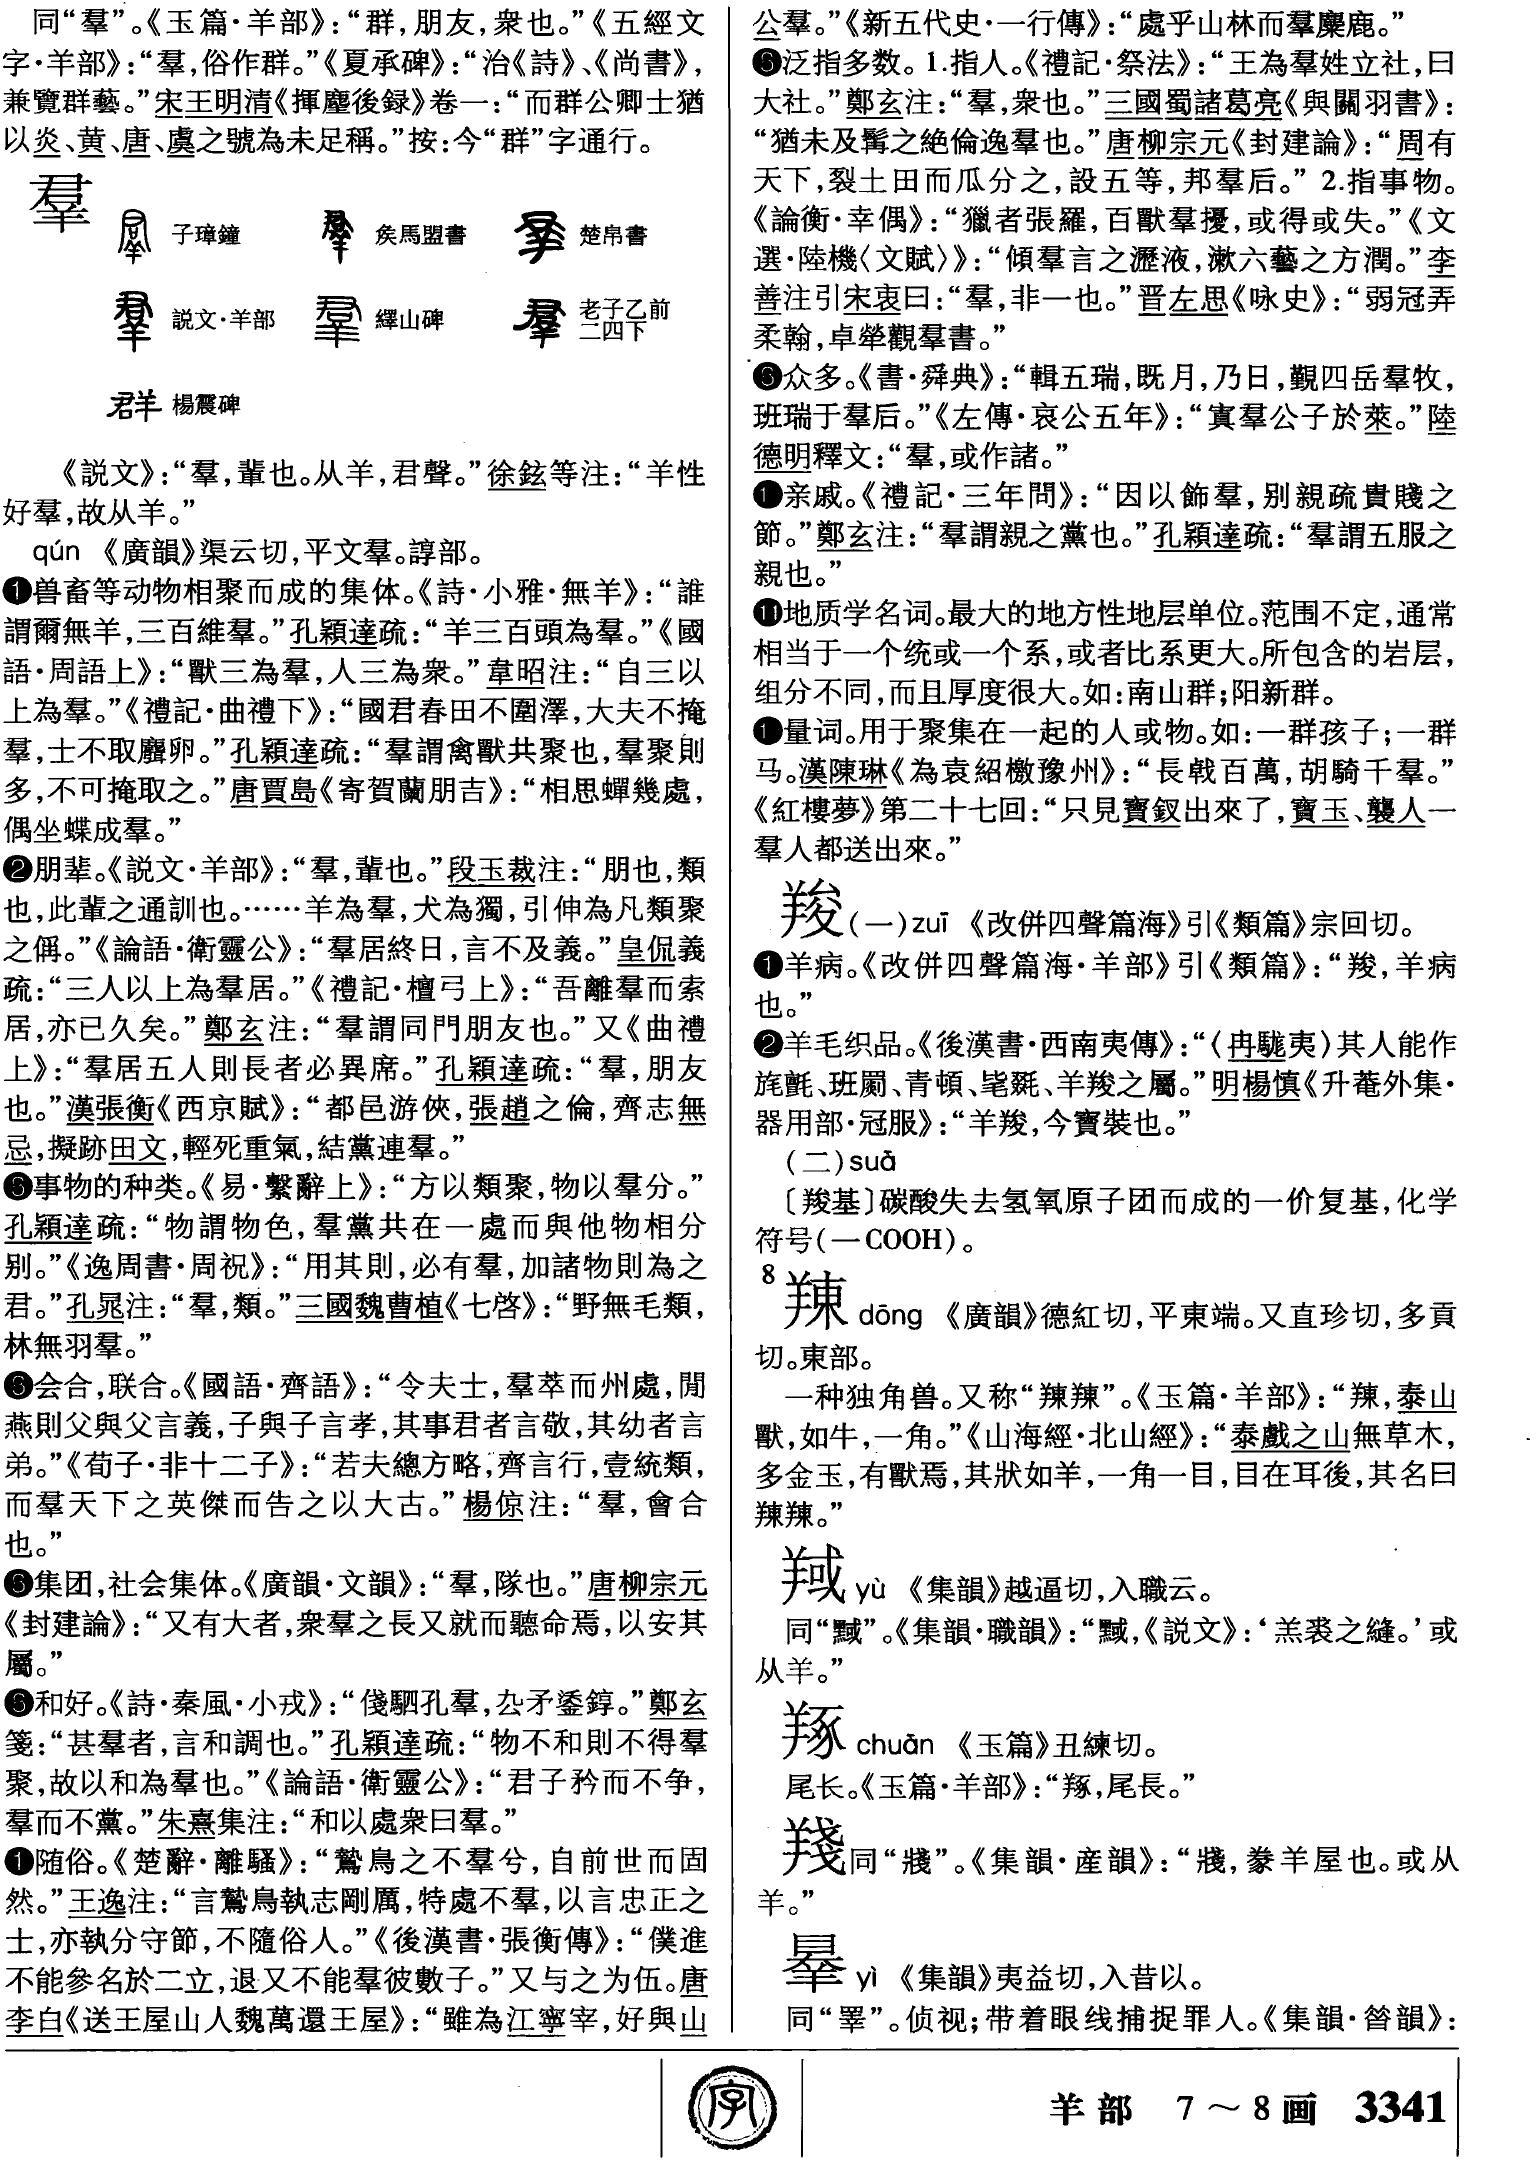 同“羣”。《玉篇·羊部》：“群，朋友，衆也。”《五經文
字·羊部》：“羣，俗作群。”《夏承碑》：“治《詩》、《尚書》，
兼覽群藝。”宋王明清《揮麈後録》卷一：“而群公卿士猶
以炎、黄、唐、虞之號為未足稱。”按：今“群”字通行。
羣
子璋鐘 矦馬盟書 楚帛書
説文·羊部 繹山碑 老子乙前
二四下
群 楊震碑
《説文》：“羣，輩也。从羊，君聲。”徐鉉等注：“羊性
好羣，故从羊。”
qún 《廣韻》渠云切，平文羣。諄部。
❶兽畜等动物相聚而成的集体。《詩·小雅·無羊》：“誰
謂爾無羊，三百維羣。”孔穎達疏：“羊三百頭為羣。”《國
語·周語上》：“獸三為羣，人三為衆。”韋昭注：“自三以
上為羣。”《禮記·曲禮下》：“國君春田不圍澤，大夫不掩
羣，士不取麛卵。”孔穎達疏：“羣謂禽獸共聚也，羣聚則
多，不可掩取之。”唐賈島《寄賀蘭朋吉》：“相思蟬幾處，
偶坐蝶成羣。”
❷朋辈。《説文·羊部》：“羣，輩也。”段玉裁注：“朋也，類
也，此輩之通訓也。……羊為羣，犬為獨，引伸為凡類聚
之偁。”《論語·衛靈公》：“羣居終日，言不及義。”皇侃義
疏：“三人以上為羣居。”《禮記·檀弓上》：“吾離羣而索
居，亦已久矣。”鄭玄注：“羣謂同門朋友也。”又《曲禮
上》：“羣居五人則長者必異席。”孔穎達疏：“羣，朋友
也。”漢張衡《西京賦》：“都邑游俠，張趙之倫，齊志無
忌，擬跡田文，輕死重氣，結黨連羣。”
❸事物的种类。《易·繫辭上》：“方以類聚，物以羣分。”
孔穎達疏：“物謂物色，羣黨共在一處而與他物相分
别。”《逸周書·周祝》：“用其則，必有羣，加諸物則為之
君。”孔晁注：“羣，類。”三國魏曹植《七啓》：“野無毛類，
林無羽羣。”
❹会合，联合。《國語·齊語》：“令夫士，羣萃而州處，閒
燕則父與父言義，子與子言孝，其事君者言敬，其幼者言
弟。”《荀子·非十二子》：“若夫總方略，齊言行，壹統類，
而羣天下之英傑而告之以大古。”楊倞注：“羣，會合
也。”
❺集团，社会集体。《廣韻·文韻》：“羣，隊也。”唐柳宗元
《封建論》：“又有大者，衆羣之長又就而聽命焉，以安其
屬。”
❻和好。《詩·秦風·小戎》：“俴駟孔羣，厹矛鋈錞。”鄭玄
箋：“甚羣者，言和調也。”孔穎達疏：“物不和則不得羣
聚，故以和為羣也。”《論語·衛靈公》：“君子矜而不争，
羣而不黨。”朱熹集注：“和以處衆曰羣。”
❼随俗。《楚辭·離騷》：“鷙鳥之不羣兮，自前世而固
然。”王逸注：“言鷙鳥執志剛厲，特處不羣，以言忠正之
士，亦執分守節，不隨俗人。”《後漢書·張衡傳》：“僕進
不能參名於二立，退又不能羣彼數子。”又与之为伍。唐
李白《送王屋山人魏萬還王屋》：“雖為江寧宰，好與山
公羣。”《新五代史·一行傳》：“處乎山林而羣麋鹿。”
❽泛指多数。1.指人。《禮記·祭法》：“王為羣姓立社，曰
大社。”鄭玄注：“羣，衆也。”三國蜀諸葛亮《與關羽書》：
“猶未及髯之絶倫逸羣也。”唐柳宗元《封建論》：“周有
天下，裂土田而瓜分之，設五等，邦羣后。” 2.指事物。
《論衡·幸偶》：“獵者張羅，百獸羣擾，或得或失。”《文
選·陸機〈文賦〉》：“傾羣言之瀝液，漱六藝之方潤。”李
善注引宋衷曰：“羣，非一也。”晋左思《咏史》：“弱冠弄
柔翰，卓犖觀羣書。”
❾众多。《書·舜典》：“輯五瑞，既月，乃日，覲四岳羣牧，
班瑞于羣后。”《左傳·哀公五年》：“寘羣公子於萊。”陸
德明釋文：“羣，或作諸。”
❿亲戚。《禮記·三年問》：“因以飾羣，别親疏貴賤之
節。”鄭玄注：“羣謂親之黨也。”孔穎達疏：“羣謂五服之
親也。”
⓫地质学名词。最大的地方性地层单位。范围不定，通常
相当于一个统或一个系，或者比系更大。所包含的岩层，
组分不同，而且厚度很大。如：南山群；阳新群。
⓬量词。用于聚集在一起的人或物。如：一群孩子；一群
马。漢陳琳《為袁紹檄豫州》：“長戟百萬，胡騎千羣。”
《紅樓夢》第二十七回：“只見寶釵出來了，寶玉、襲人一
羣人都送出來。”
羧(一)zuī 《改併四聲篇海》引《類篇》宗回切。
❶羊病。《改併四聲篇海·羊部》引《類篇》：“羧，羊病
也。”
❷羊毛织品。《後漢書·西南夷傳》：“〈冉駹夷〉其人能作
旄氈、班罽、青頓、毞毲、羊羧之屬。”明楊慎《升菴外集·
器用部·冠服》：“羊羧，今寶裝也。”
(二)suō
〔羧基〕碳酸失去氢氧原子团而成的一价复基，化学
符号(—COOH)。
8
䍶 dōng 《廣韻》德紅切，平東端。又直珍切，多貢
切。東部。
一种独角兽。又称“䍶䍶”。《玉篇·羊部》：“䍶，泰山
獸，如牛，一角。”《山海經·北山經》：“泰戲之山無草木，
多金玉，有獸焉，其狀如羊，一角一目，目在耳後，其名曰
䍶䍶。”
䍻 yù 《集韻》越逼切，入職云。
同“黬”。《集韻·職韻》：“黬，《説文》：‘羔裘之縫。’或
从羊。”
chuàn 《玉篇》丑練切。
尾长。《玉篇·羊部》：“，尾長。”
同“牋”。《集韻·産韻》：“牋，豢羊屋也。或从
羊。”
yì 《集韻》夷益切，入昔以。
同“睪”。侦视；带着眼线捕捉罪人。《集韻·昝韻》：
字
羊部 7～8画 3341